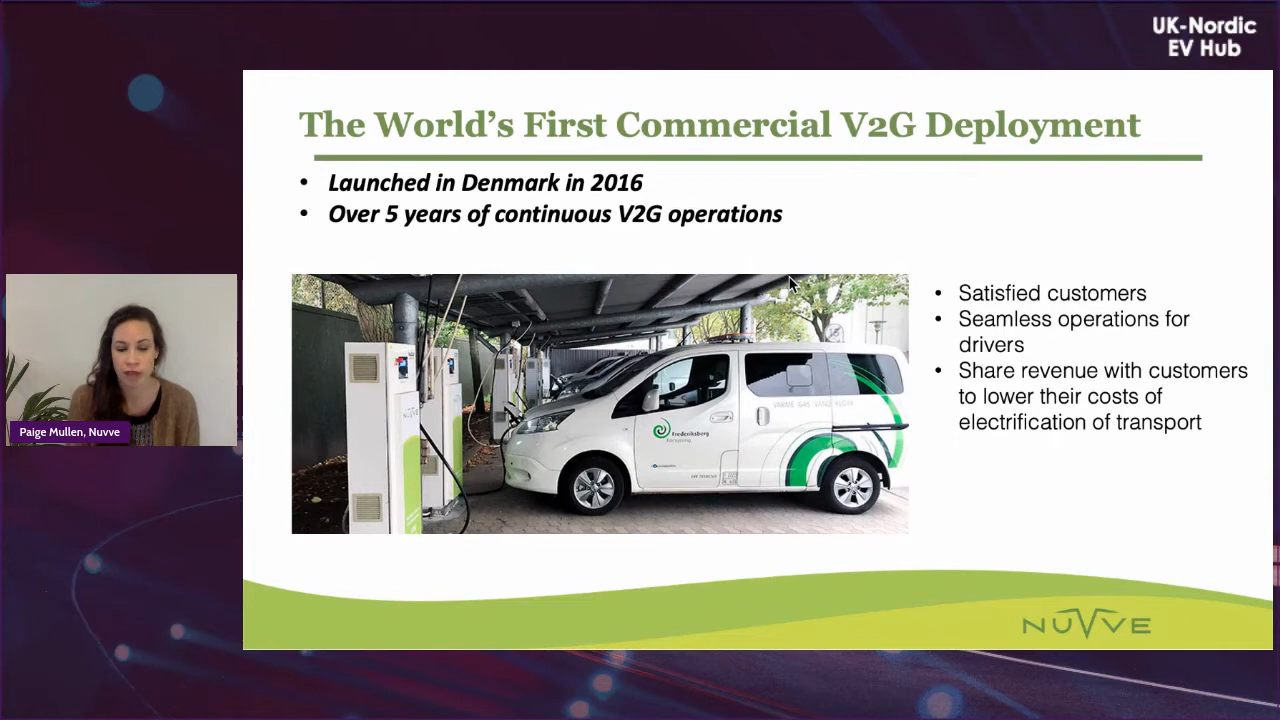 UK-Nordic
EV Hub
The World's First Commercial V2G Deployment
• Launched in Denmark in 2016
• Over 5 years of continuous V2G operations
• Satisfied customers
• Seamless operations for
drivers
• Share revenue with customers
to lower their costs of
electrification of transport
Frederiksberg
Forsyning
Paige Mullen, Nuvve
NUVVE